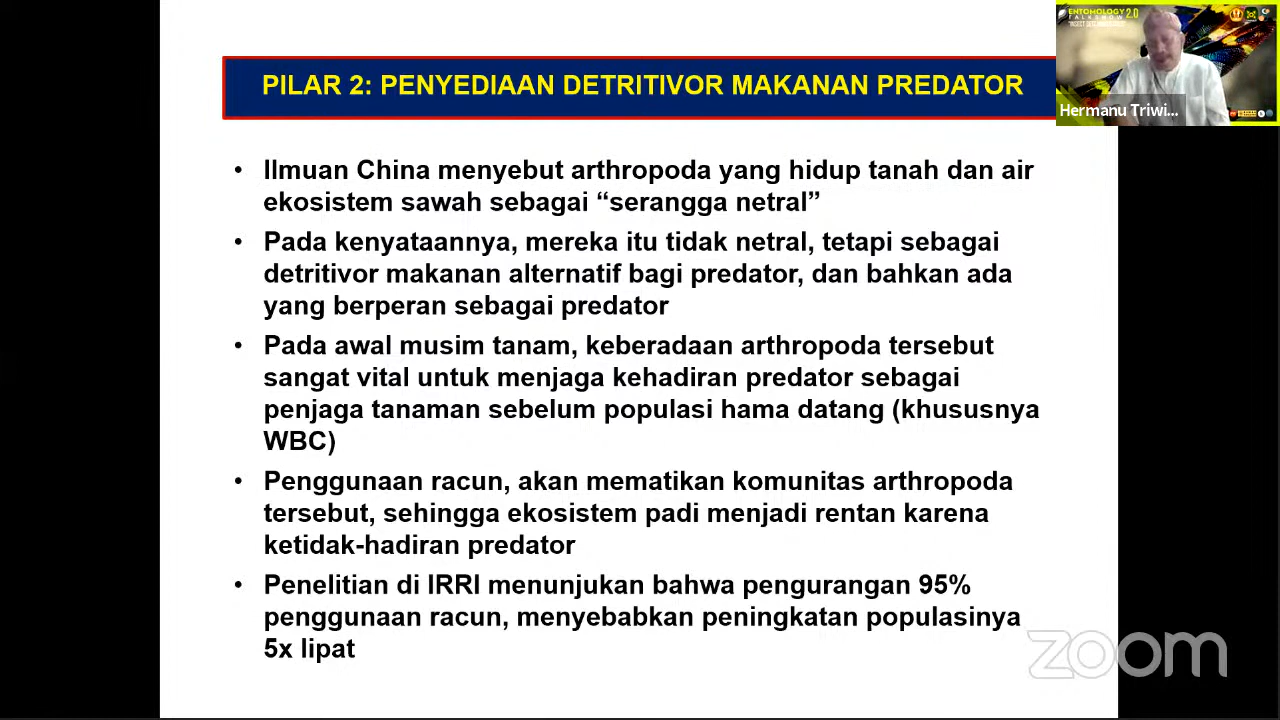 PILAR 2: PENYEDIAAN DETRITIVOR MAKANAN PREDATOR
ENTOMOLOGY 2.0
TALKSHOW
Hermanu Triwi...
• Ilmuan China menyebut arthropoda yang hidup tanah dan air
ekosistem sawah sebagai “serangga netral”
• Pada kenyataannya, mereka itu tidak netral, tetapi sebagai
detritivor makanan alternatif bagi predator, dan bahkan ada
yang berperan sebagai predator
• Pada awal musim tanam, keberadaan arthropoda tersebut
sangat vital untuk menjaga kehadiran predator sebagai
penjaga tanaman sebelum populasi hama datang (khususnya
WBC)
• Penggunaan racun, akan mematikan komunitas arthropoda
tersebut, sehingga ekosistem padi menjadi rentan karena
ketidak-hadiran predator
• Penelitian di IRRI menunjukan bahwa pengurangan 95%
penggunaan racun, menyebabkan peningkatan populasinya
5x lipat
zoom